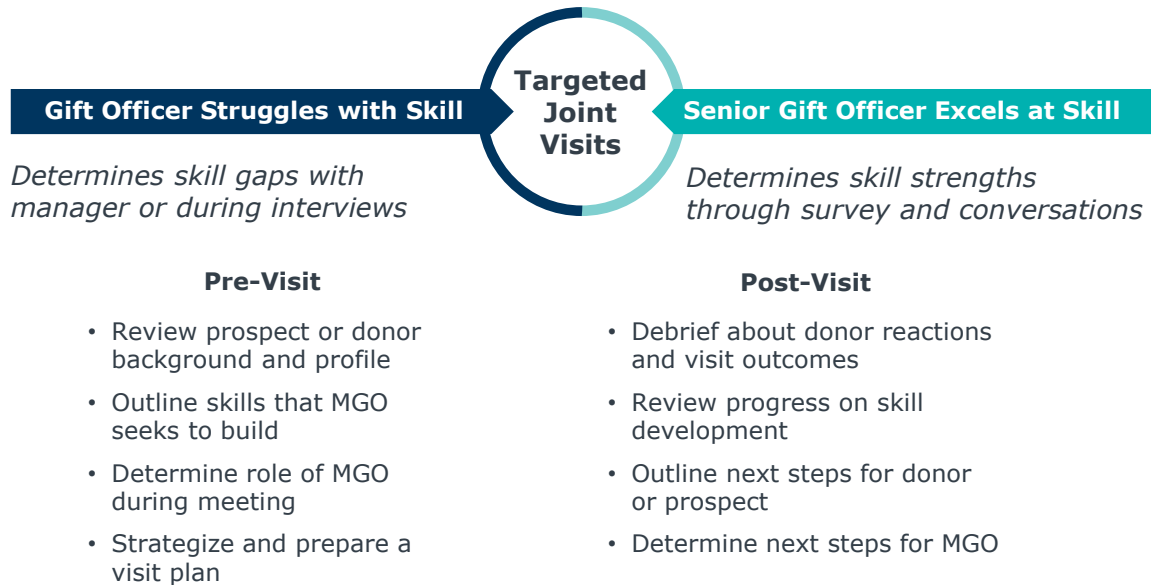 Targeted
Joint
Visits
Gift Officer Struggles with Skill
Senior Gift Officer Excels at Skill
Determines skill gaps with
manager or during interviews
Determines skill strengths
through survey and conversations
Pre-Visit
• Review prospect or donor
background and profile
• Outline skills that MGO
seeks to build
• Determine role of MGO
during meeting
• Strategize and prepare a
visit plan
Post-Visit
• Debrief about donor reactions
and visit outcomes
• Review progress on skill
development
• Outline next steps for donor
or prospect
• Determine next steps for MGO